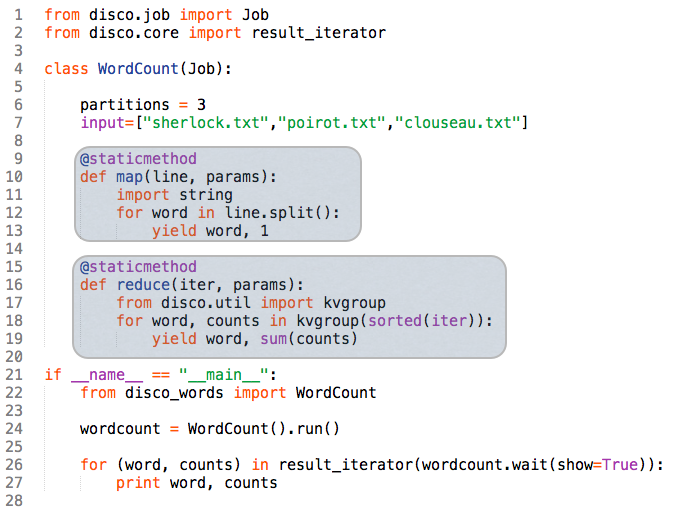 1 from disco.job import Job
2 from disco.core import result_iterator
3
4 class WordCount(Job):
5
6     partitions = 3
7     input=["sherlock.txt","poirot.txt","clouseau.txt"]
8
9     @staticmethod
10     def map(line, params):
11         import string
12         for word in line.split():
13             yield word, 1
14
15     @staticmethod
16     def reduce(iter, params):
17         from disco.util import kvgroup
18         for word, counts in kvgroup(sorted(iter)):
19             yield word, sum(counts)
20
21 if __name__ == "__main__":
22     from disco_words import WordCount
23
24     wordcount = WordCount().run()
25
26     for (word, counts) in result_iterator(wordcount.wait(show=True)):
27         print word, counts
28